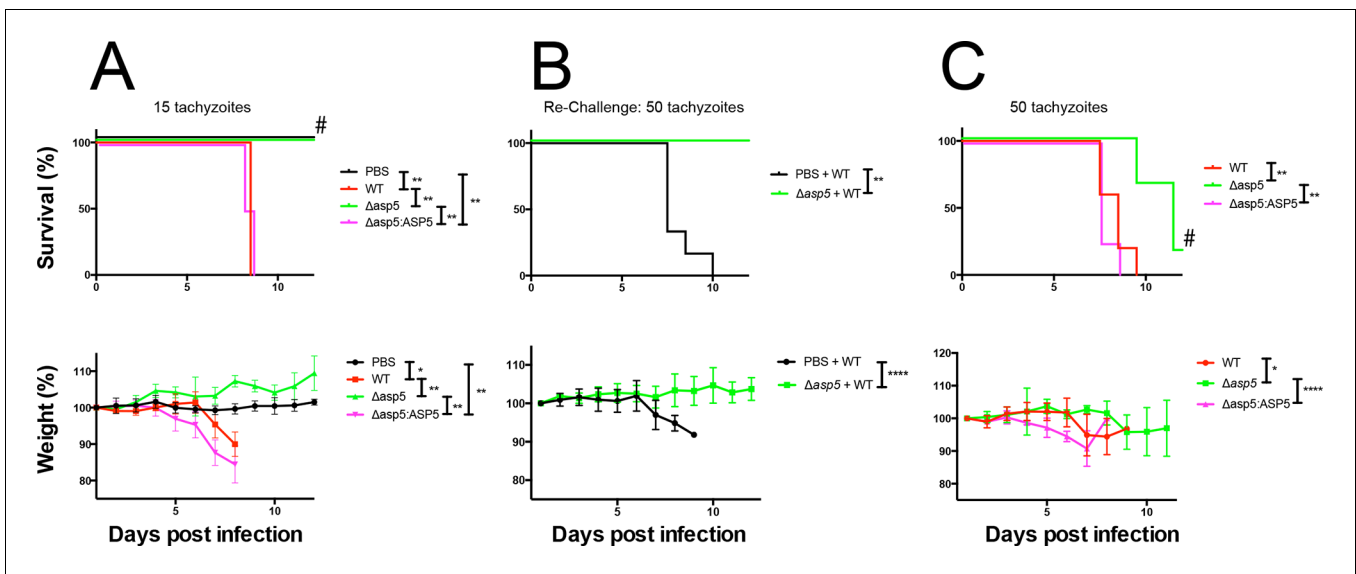 A
B
C
15 tachyzoites
Re-Challenge: 50 tachyzoites
50 tachyzoites
Survival (%)
100
50
0
0
5
10
#
PBS
WT
Δasp5
Δasp5:ASP5
**
**
**
**
100
50
0
0
5
10
PBS + WT
Δasp5 + WT
**
100
50
0
0
5
10
#
WT
Δasp5
Δasp5:ASP5
**
**
Weight (%)
110
100
90
80
5
10
Days post infection
PBS
WT
Δasp5
Δasp5:ASP5
*
**
**
**
110
100
90
80
5
10
Days post infection
PBS + WT
Δasp5 + WT
****
120
110
100
90
80
5
10
Days post infection
WT
Δasp5
Δasp5:ASP5
*
****